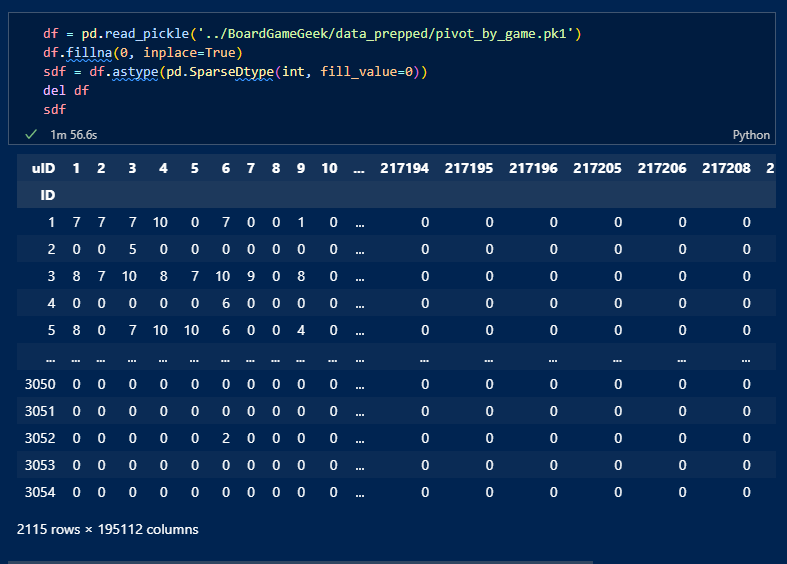 df = pd.read_pickle('../BoardGameGeek/data_prepped/pivot_by_game.pk1')
df.fillna(0, inplace=True)
sdf = df.astype(pd.SparseDtype(int, fill_value=0))
del df
sdf
✓ 1m 56.6s Python
uID 1 2 3 4 5 6 7 8 9 10 ... 217194 217195 217196 217205 217206 217208 2
ID
1 7 7 7 10 0 7 0 0 1 0 ... 0 0 0 0 0 0
2 0 0 5 0 0 0 0 0 0 0 ... 0 0 0 0 0 0
3 8 7 10 8 7 10 9 0 8 0 ... 0 0 0 0 0 0
4 0 0 0 0 0 6 0 0 0 0 ... 0 0 0 0 0 0
5 8 0 7 10 10 6 0 0 4 0 ... 0 0 0 0 0 0
... ... ... ... ... ... ... ... ... ... ... ... ... ... ... ... ... ...
3050 0 0 0 0 0 0 0 0 0 0 ... 0 0 0 0 0 0
3051 0 0 0 0 0 0 0 0 0 0 ... 0 0 0 0 0 0
3052 0 0 0 0 0 2 0 0 0 0 ... 0 0 0 0 0 0
3053 0 0 0 0 0 0 0 0 0 0 ... 0 0 0 0 0 0
3054 0 0 0 0 0 0 0 0 0 0 ... 0 0 0 0 0 0
2115 rows × 195112 columns